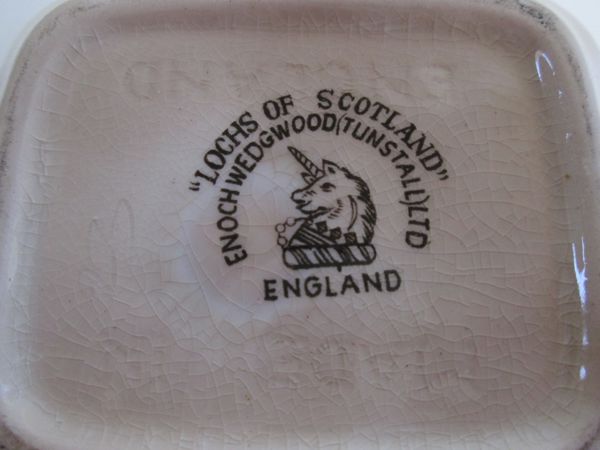 "LOCHS OF SCOTLAND"
ENOCH WEDGWOOD (TUNSTALL) LTD
ENGLAND